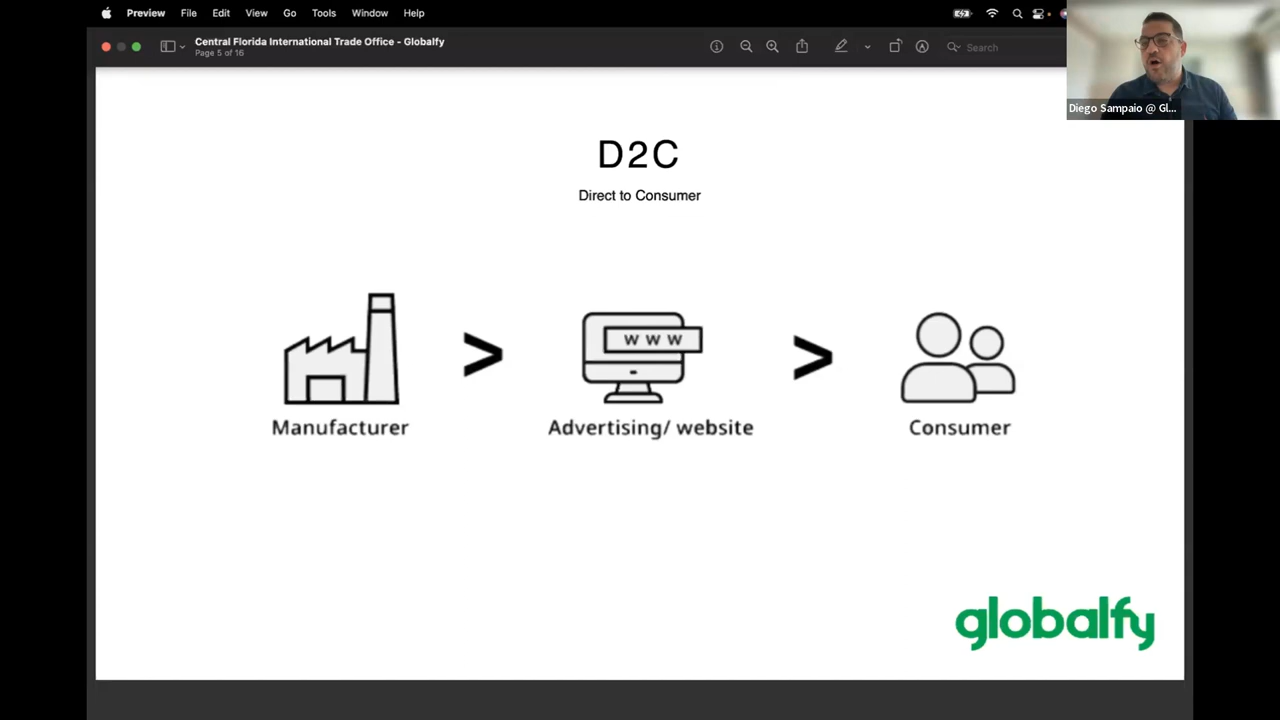 Preview File Edit View Go Tools Window Help
Central Florida International Trade Office - Globalfy
Page 5 of 16
Search
Diego Sampaio @ Gl...
D2C
Direct to Consumer
www
Manufacturer
Advertising/ website
Consumer
globalfy